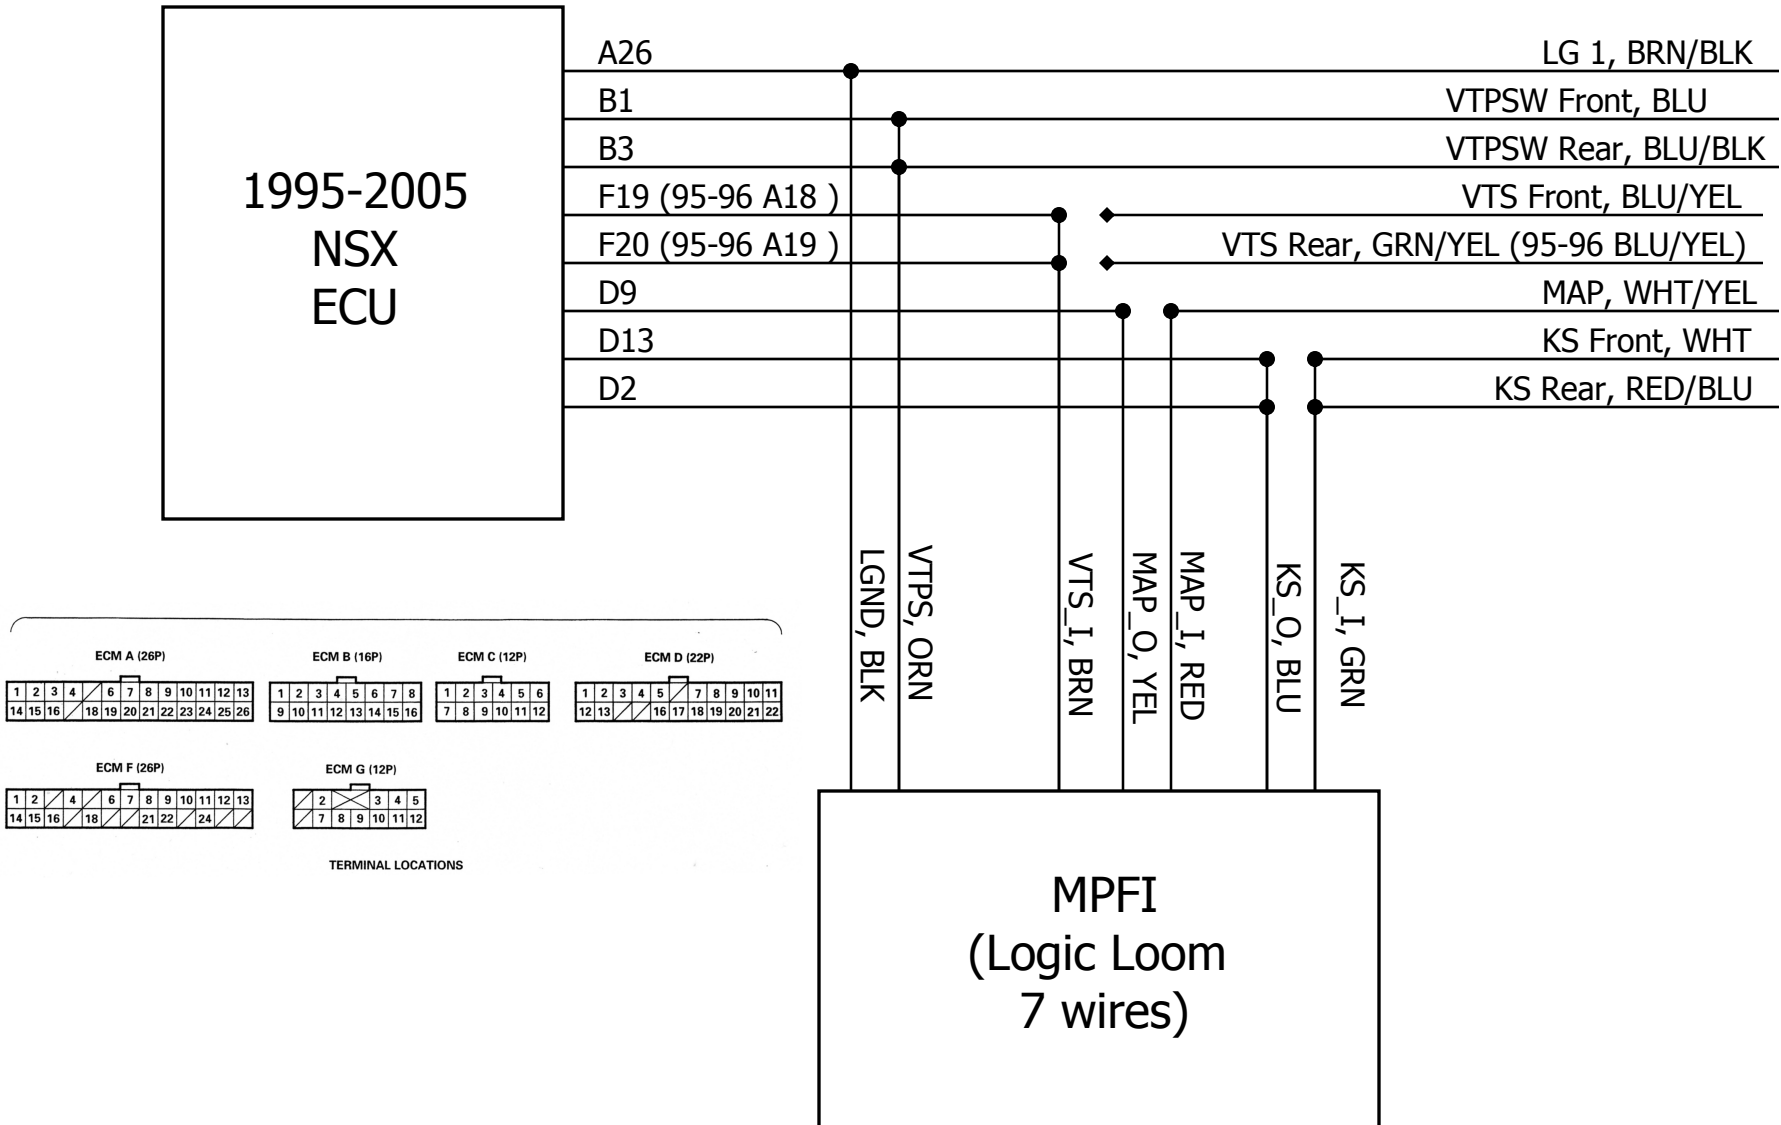 A26
LG 1, BRN/BLK
B1
VTPSW Front, BLU
B3
VTPSW Rear, BLU/BLK
F19 (95-96 A18 )
VTS Front, BLU/YEL
F20 (95-96 A19 )
VTS Rear, GRN/YEL (95-96 BLU/YEL)
D9
MAP, WHT/YEL
D13
KS Front, WHT
D2
KS Rear, RED/BLU
1995-2005
NSX
ECU
LGND, BLK
VTPS, ORN
VTS_I, BRN
MAP_O, YEL
MAP_I, RED
KS_O, BLU
KS_I, GRN
ECM A (26P)
1 2 3 4 6 7 8 9 10 11 12 13
14 15 16 18 19 20 21 22 23 24 25 26
ECM B (16P)
1 2 3 4 5 6 7 8
9 10 11 12 13 14 15 16
ECM C (12P)
1 2 3 4 5 6
7 8 9 10 11 12
ECM D (22P)
1 2 3 4 5 7 8 9 10 11
12 13 16 17 18 19 20 21 22
ECM F (26P)
1 2 4 6 7 8 9 10 11 12 13
14 15 16 18 21 22 24
ECM G (12P)
2 3 4 5
7 8 9 10 11 12
TERMINAL LOCATIONS
MPFI
(Logic Loom
7 wires)